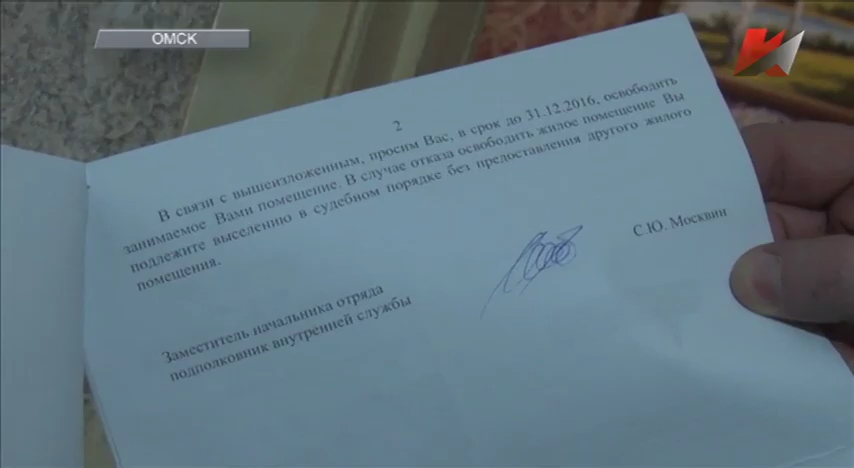 ОМСК
2
В связи с вышеизложенным, просим Вас, в срок до 31.12.2016, освободить
занимаемое Вами помещение. В случае отказа освободить жилое помещение Вы
подлежите выселению в судебном порядке без предоставления другого жилого
помещения.
С.Ю. Москвин
Заместитель начальника отряда
подполковник внутренней службы